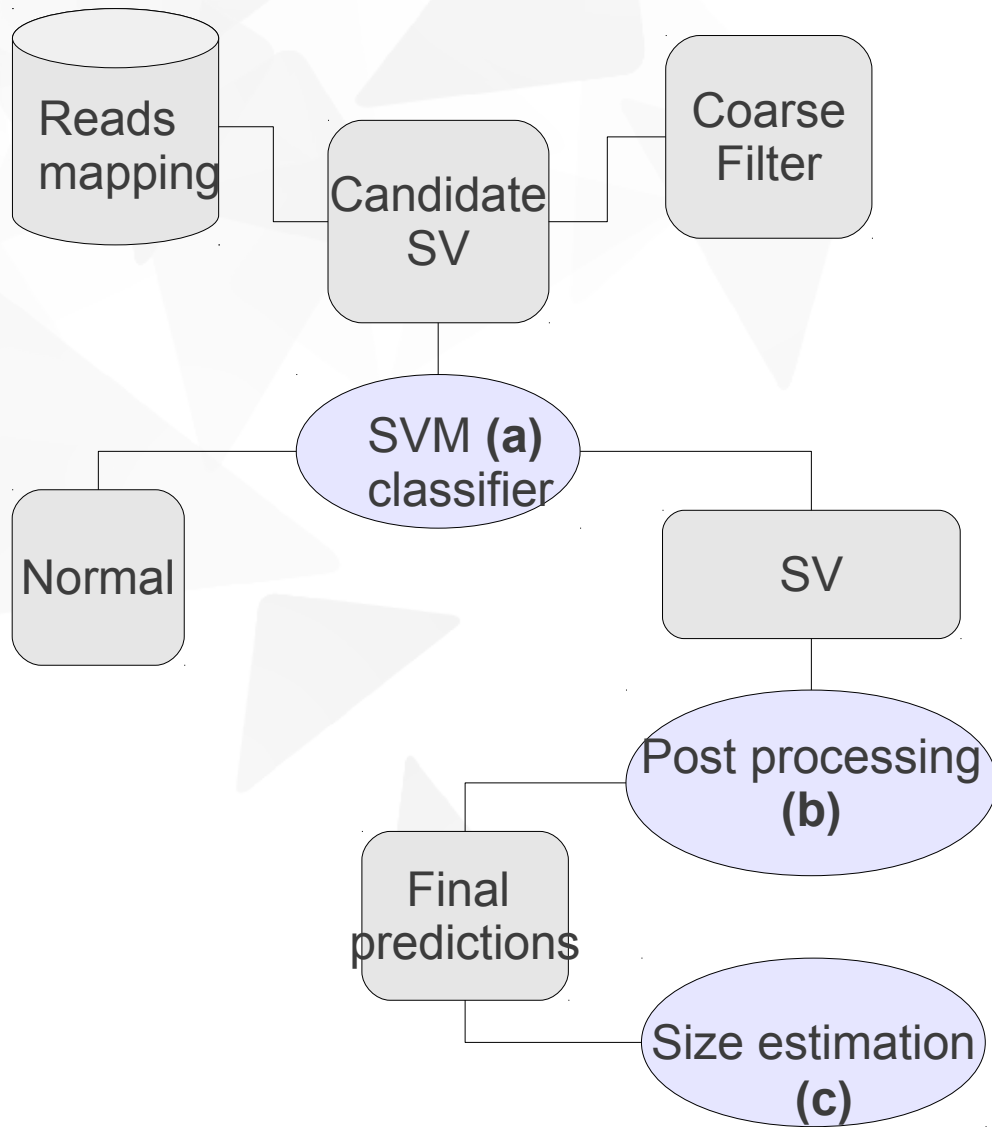 Reads
mapping
Candidate
SV
Coarse
Filter
SVM (a)
classifier
Normal
SV
Post processing
(b)
Final
predictions
Size estimation
(c)